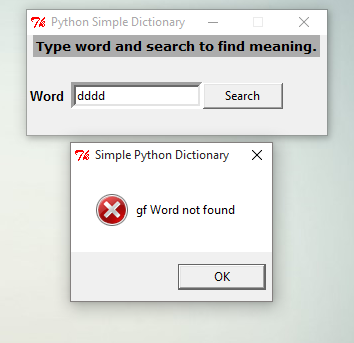 Python Simple Dictionary
Type word and search to find meaning.
Word dddd Search
Simple Python Dictionary
gf Word not found
OK